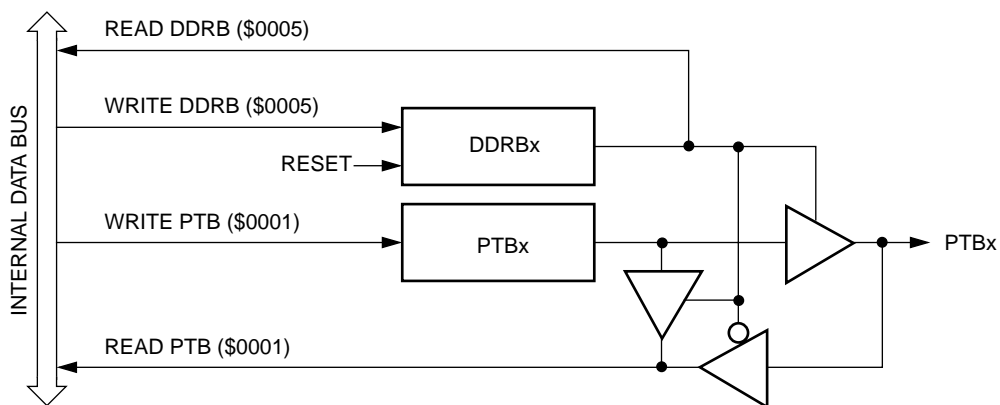 READ DDRB ($0005)
WRITE DDRB ($0005)
DDRBx
RESET
WRITE PTB ($0001)
PTBx
PTBx
READ PTB ($0001)
INTERNAL DATA BUS